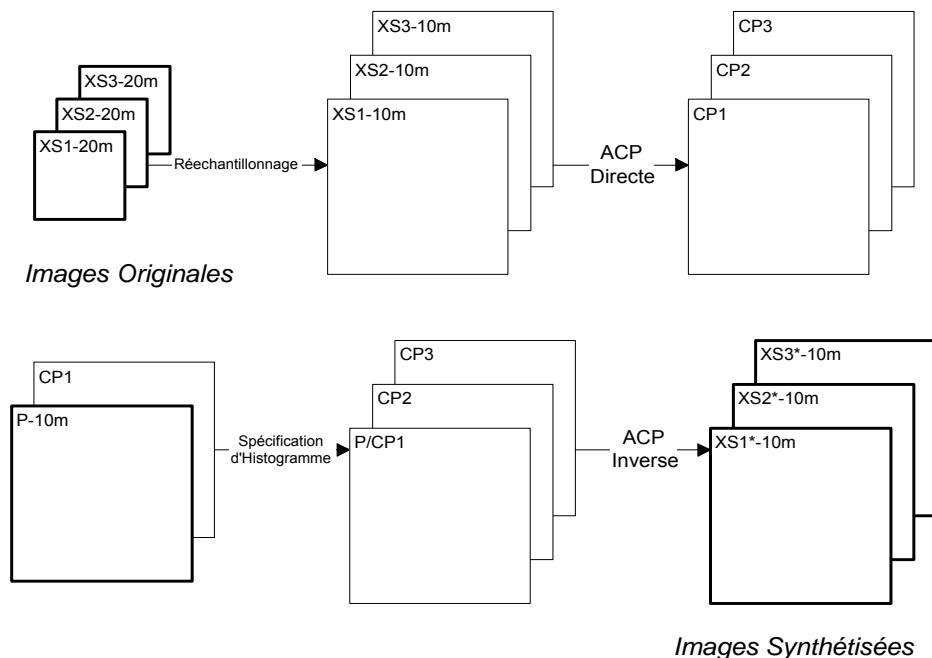 XS3-20m
XS2-20m
XS1-20m
Réechantillonnage
XS3-10m
XS2-10m
XS1-10m
ACP
Directe
CP3
CP2
CP1
Images Originales
CP1
P-10m
Spécification
d'Histogramme
CP3
CP2
P/CP1
ACP
Inverse
XS3*-10m
XS2*-10m
XS1*-10m
Images Synthétisées